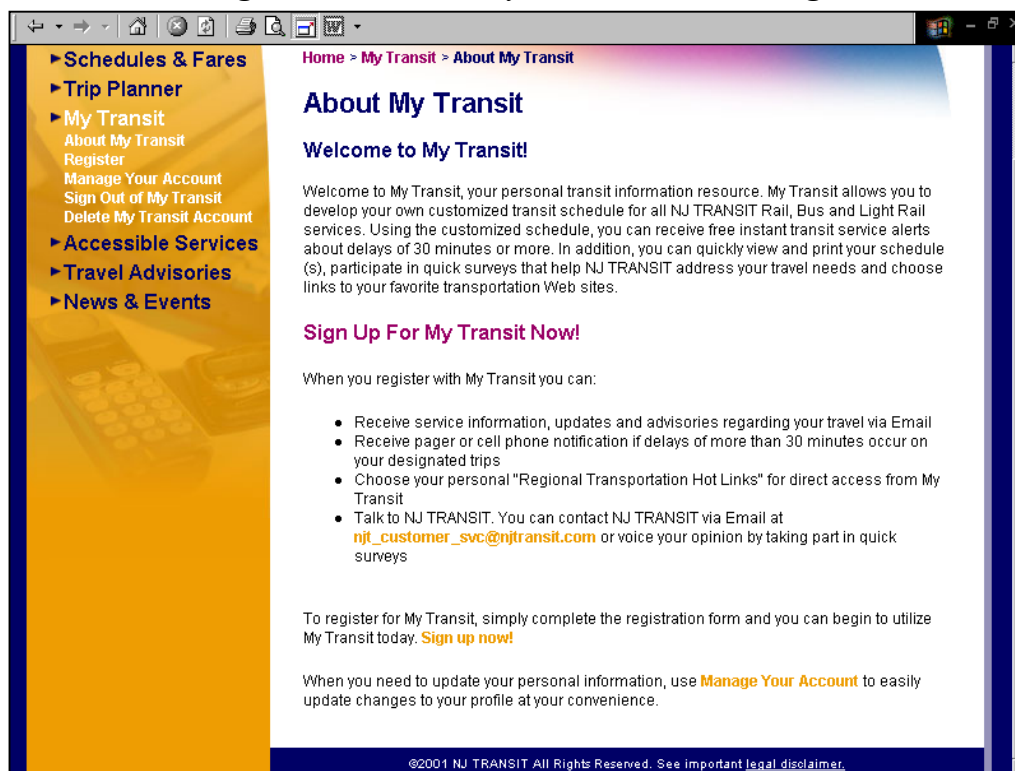 Schedules & Fares
Trip Planner
My Transit
About My Transit
Register
Manage Your Account
Sign Out of My Transit
Delete My Transit Account
Accessible Services
Travel Advisories
News & Events
Home > My Transit > About My Transit
About My Transit
Welcome to My Transit!
Welcome to My Transit, your personal transit information resource. My Transit allows you to
develop your own customized transit schedule for all NJ TRANSIT Rail, Bus and Light Rail
services. Using the customized schedule, you can receive free instant transit service alerts
about delays of 30 minutes or more. In addition, you can quickly view and print your schedule
(s), participate in quick surveys that help NJ TRANSIT address your travel needs and choose
links to your favorite transportation Web sites.
Sign Up For My Transit Now!
When you register with My Transit you can:
● Receive service information, updates and advisories regarding your travel via Email
● Receive pager or cell phone notification if delays of more than 30 minutes occur on
your designated trips
● Choose your personal "Regional Transportation Hot Links" for direct access from My
Transit
● Talk to NJ TRANSIT. You can contact NJ TRANSIT via Email at
njt_customer_svc@njtransit.com or voice your opinion by taking part in quick
surveys
To register for My Transit, simply complete the registration form and you can begin to utilize
My Transit today. Sign up now!
When you need to update your personal information, use Manage Your Account to easily
update changes to your profile at your convenience.
©2001 NJ TRANSIT All Rights Reserved. See important legal disclaimer.